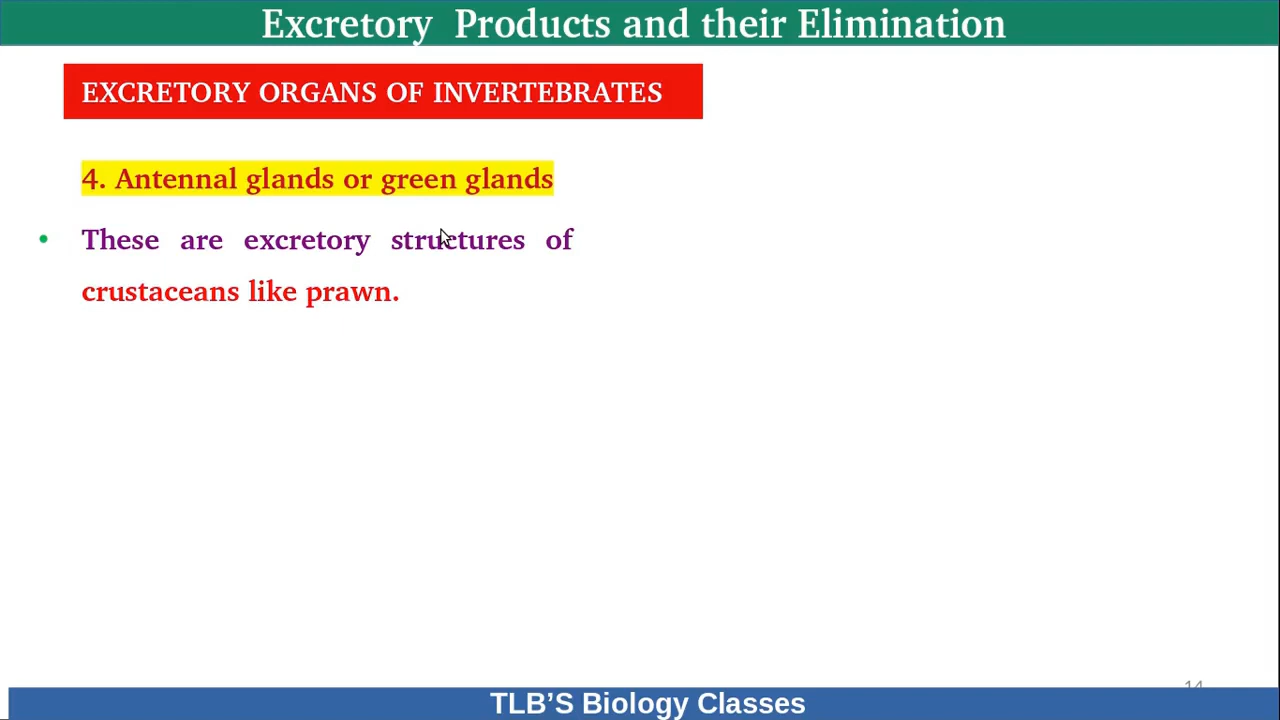 Excretory Products and their Elimination
EXCRETORY ORGANS OF INVERTEBRATES
4. Antennal glands or green glands
• These are excretory structures of
crustaceans like prawn.
14
TLB’S Biology Classes